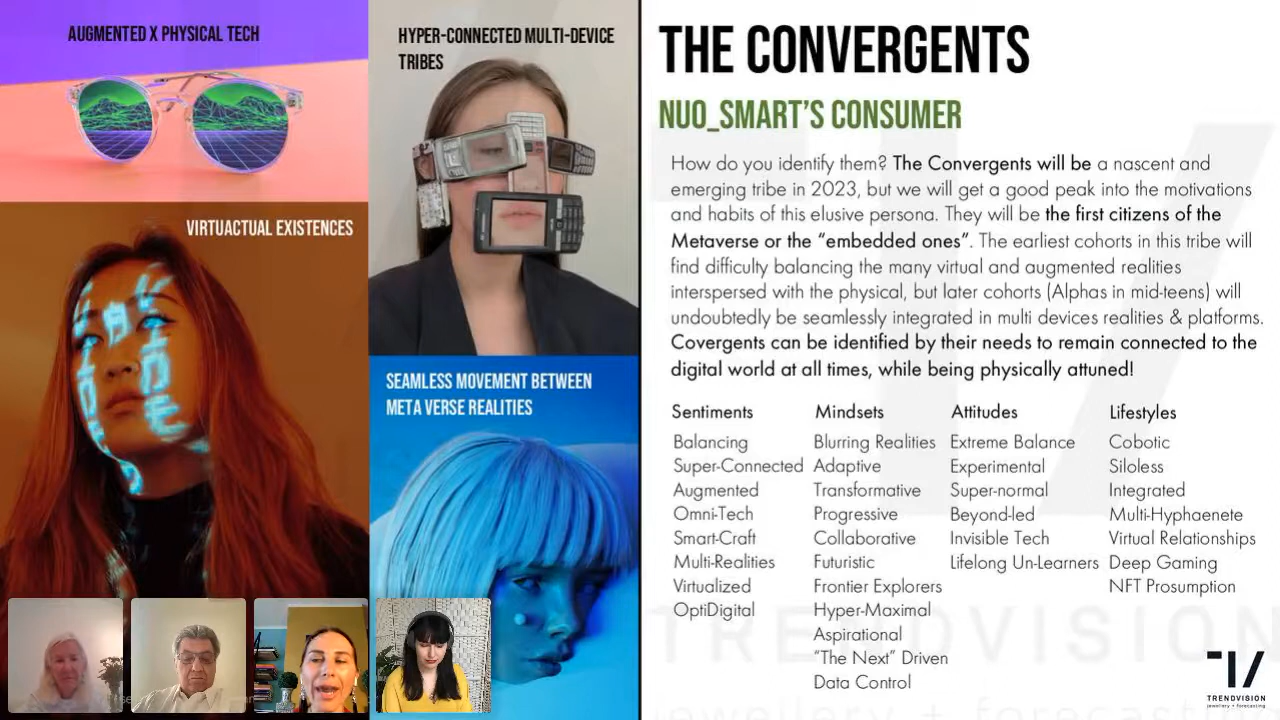 AUGMENTED X PHYSICAL TECH
HYPER-CONNECTED MULTI-DEVICE
TRIBES
VIRTUACTUAL EXISTENCES
SEAMLESS MOVEMENT BETWEEN
META VERSE REALITIES
THE CONVERGENTS
NUO_SMART'S CONSUMER
How do you identify them? The Convergents will be a nascent and
emerging tribe in 2023, but we will get a good peak into the motivations
and habits of this elusive persona. They will be the first citizens of the
Metaverse or the “embedded ones”. The earliest cohorts in this tribe will
find difficulty balancing the many virtual and augmented realities
interspersed with the physical, but later cohorts (Alphas in mid-teens) will
undoubtedly be seamlessly integrated in multi devices realities & platforms.
Covergents can be identified by their needs to remain connected to the
digital world at all times, while being physically attuned!
Sentiments
Balancing
Super-Connected
Augmented
Omni-Tech
Smart-Craft
Multi-Realities
Virtualized
OptiDigital
Mindsets
Blurring Realities
Adaptive
Transformative
Progressive
Collaborative
Futuristic
Frontier Explorers
Hyper-Maximal
Aspirational
“The Next” Driven
Data Control
Attitudes
Extreme Balance
Experimental
Super-normal
Beyond-led
Invisible Tech
Lifelong Un-Learners
Lifestyles
Cobotic
Siloless
Integrated
Multi-Hyphaenete
Virtual Relationships
Deep Gaming
NFT Prosumption
TRENDVISION
jewellery + forecasting
TV
TRENDVISION
jewellery + forecasting